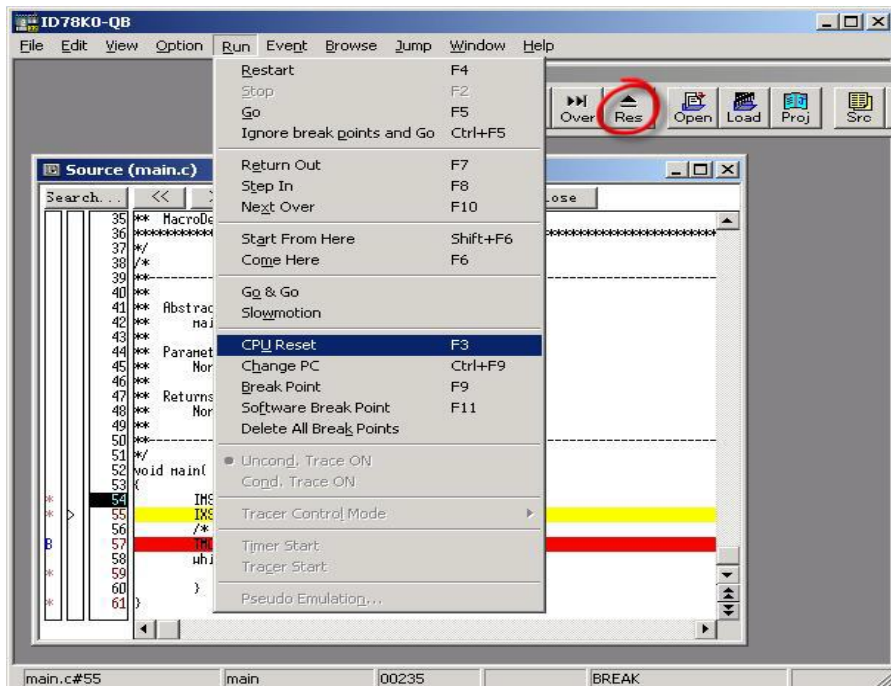 ID78K0-QB
File Edit View Option Run Event Browse Jump Window Help
Restart F4
Stop F2
Go F5
Ignore break points and Go Ctrl+F5
Return Out F7
Step In F8
Next Over F10
Start From Here Shift+F6
Come Here F6
Go & Go
Slowmotion
CPU Reset F3
Change PC Ctrl+F9
Break Point F9
Software Break Point F11
Delete All Break Points
Uncond. Trace ON
Cond. Trace ON
Tracer Control Mode
Timer Start
Tracer Start
Pseudo Emulation...
Over Res Open Load Proj Src
Source (main.c)
Search... << ose
35 ** MacroDe
36 ****************************
37 */
38 /*
39 **-----------------------------
40 **
41 ** Abstrac
42 ** mai
43 **
44 ** Paramet
45 ** Non
46 **
47 ** Returns
48 ** Non
49 **
50 **-----------------------------
51 */
52 void main(
53 {
* 54 IMS
* > 55 IXS
56 /*
B 57
58 whi
* 59
60 }
* 61 }
main.c#55 main 00235 BREAK